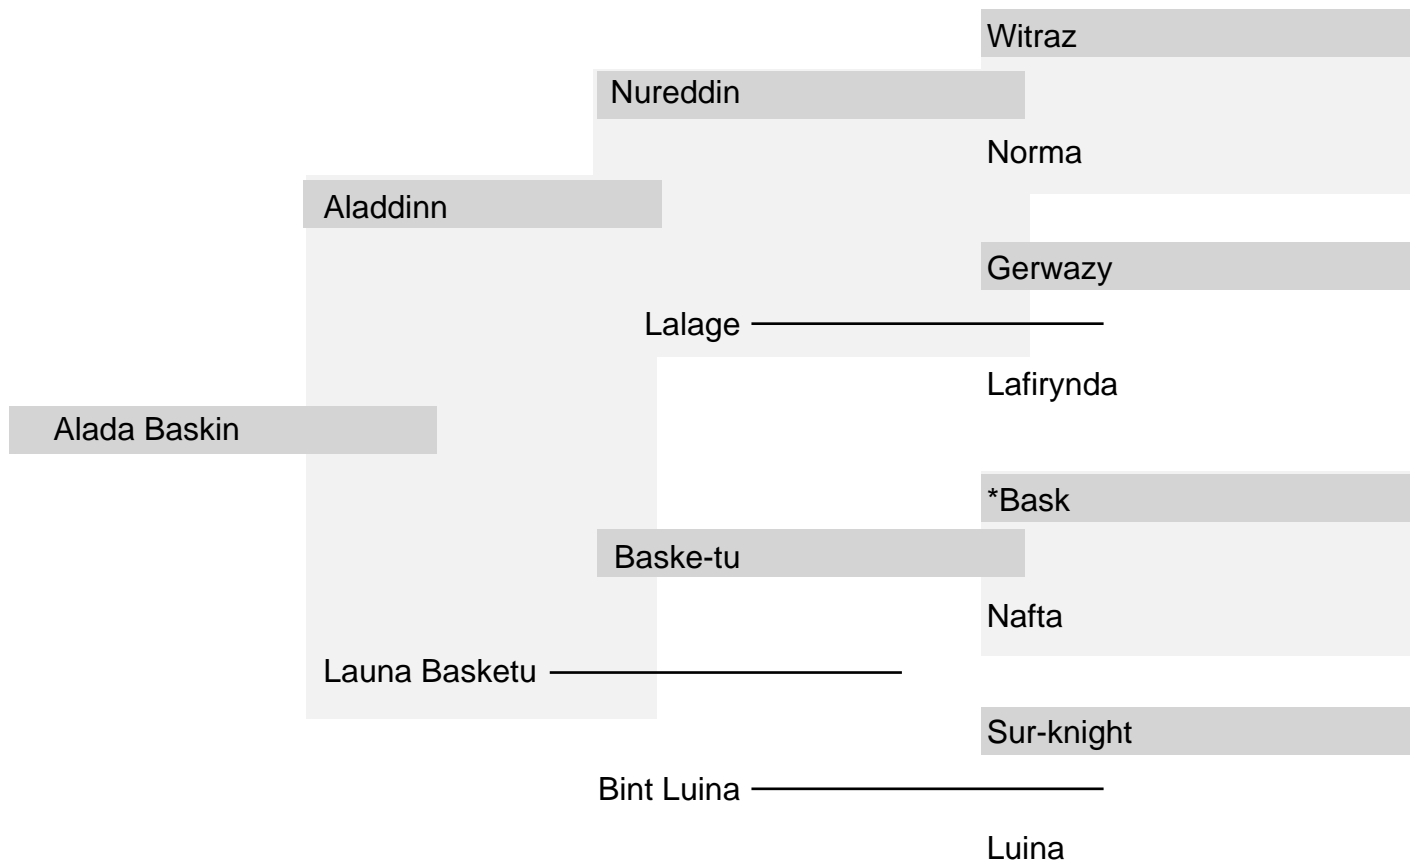 Witraz
Nureddin
Norma
Aladdinn
Gerwazy
Lalage
Lafirynda
Alada Baskin
*Bask
Baske-tu
Nafta
Launa Basketu
Sur-knight
Bint Luina
Luina